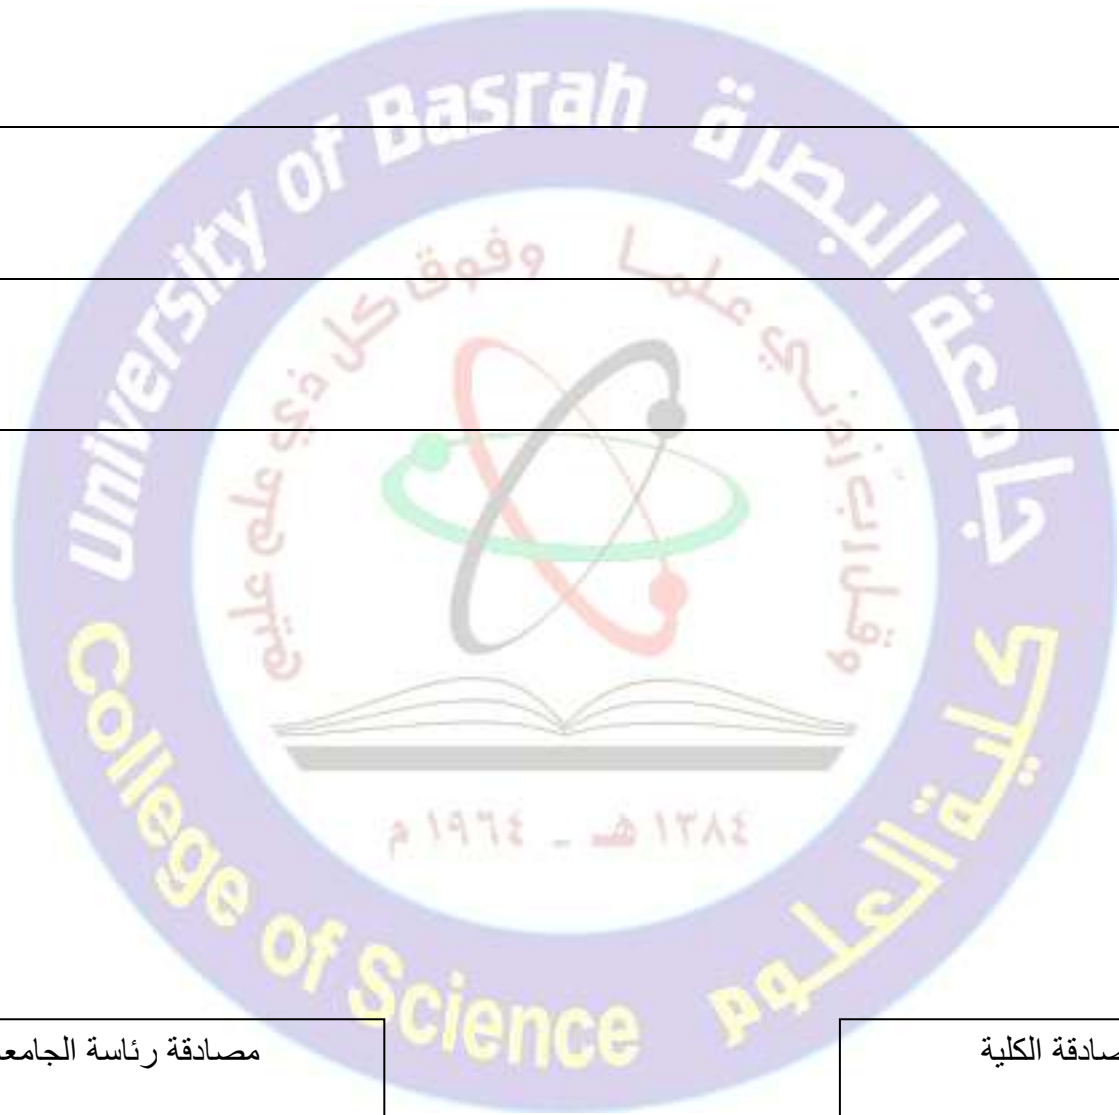 University of Basrah جامعة البصرة
وقل رب زدني علما وفوق كل ذي علم عليم
١٣٨٤ هـ - ١٩٦٤ م
College of Science كلية العلوم
صادقة الكلية
مصادقة رئاسة الجامع